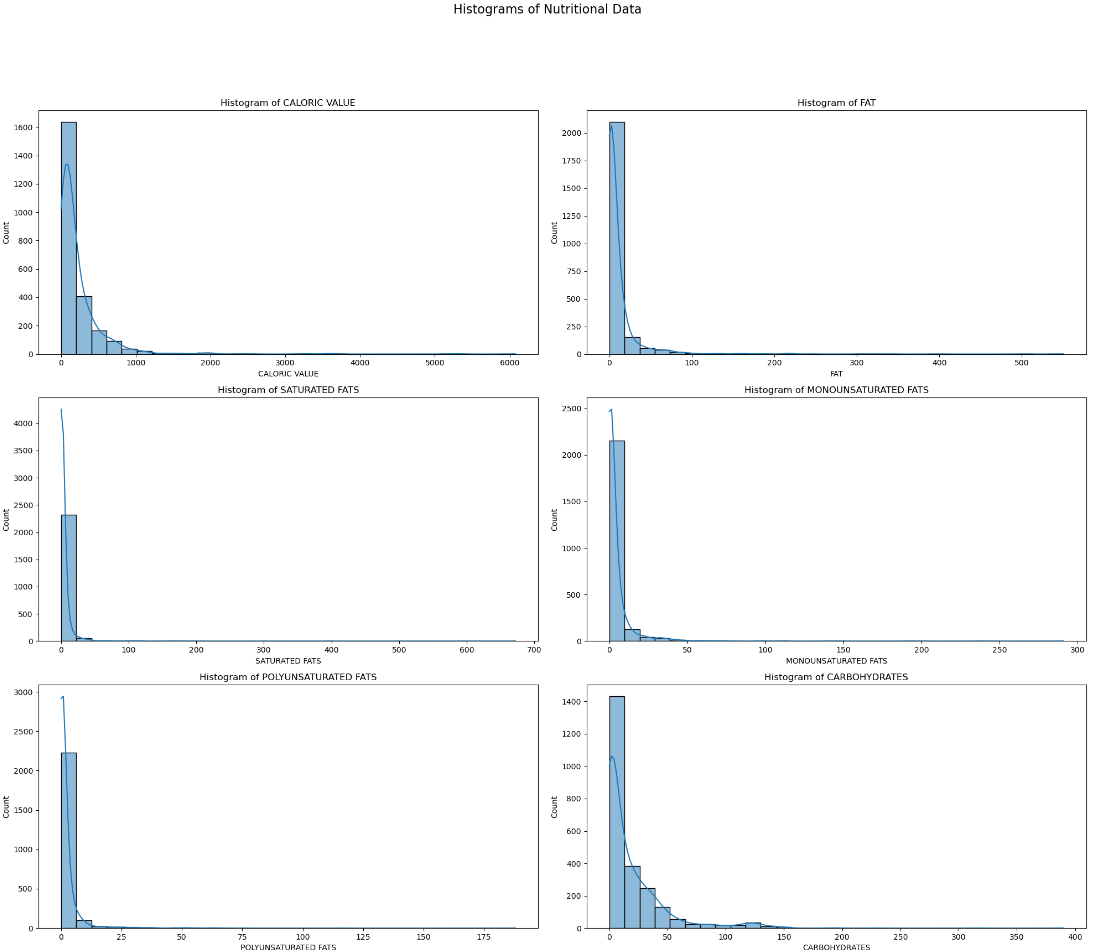 Histograms of Nutritional Data
Histogram of CALORIC VALUE
Count
1600
1400
1200
1000
800
600
400
200
0
0 1000 2000 3000 4000 5000 6000
CALORIC VALUE
Histogram of FAT
Count
2000
1750
1500
1250
1000
750
500
250
0
0 100 200 300 400 500
FAT
Histogram of SATURATED FATS
Count
4000
3500
3000
2500
2000
1500
1000
500
0
0 100 200 300 400 500 600 700
SATURATED FATS
Histogram of MONOUNSATURATED FATS
Count
2500
2000
1500
1000
500
0
0 50 100 150 200 250 300
MONOUNSATURATED FATS
Histogram of POLYUNSATURATED FATS
Count
3000
2500
2000
1500
1000
500
0
0 25 50 75 100 125 150 175
POLYUNSATURATED FATS
Histogram of CARBOHYDRATES
Count
1400
1200
1000
800
600
400
200
0
0 50 100 150 200 250 300 350 400
CARBOHYDRATES